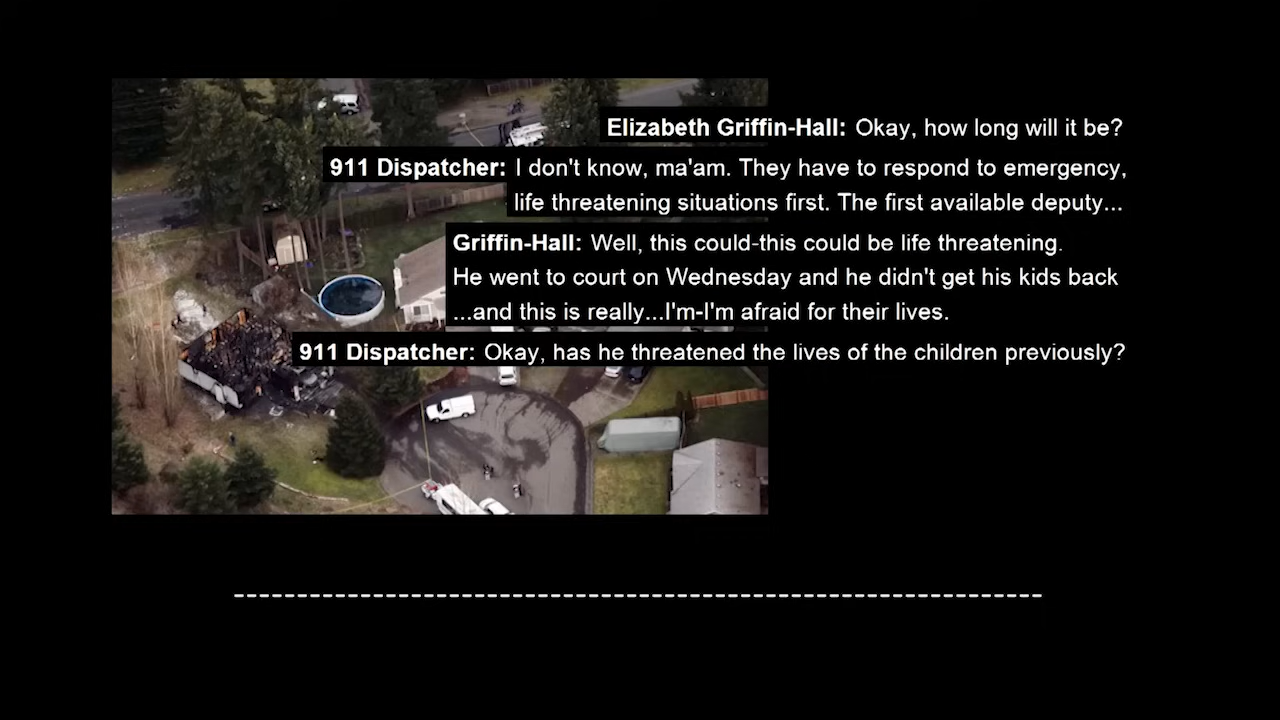 Elizabeth Griffin-Hall: Okay, how long will it be?
911 Dispatcher: I don't know, ma'am. They have to respond to emergency,
life threatening situations first. The first available deputy...
Griffin-Hall: Well, this could-this could be life threatening.
He went to court on Wednesday and he didn't get his kids back
...and this is really...I'm-I'm afraid for their lives.
911 Dispatcher: Okay, has he threatened the lives of the children previously?